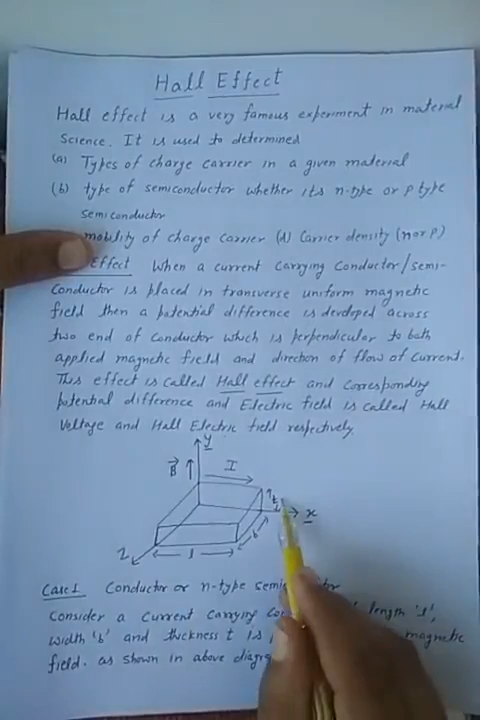 Hall Effect
Hall effect is a very famous experiment in material
science. It is used to determined
(a) Types of charge carrier in a given material
(b) type of semiconductor whether its n-type or p type
semiconductor
mobility of charge carrier (d) Carrier density (n or p)
Effect When a current carrying conductor/semi-
conductor is placed in transverse uniform magnetic
field then a potential difference is developed across
two end of conductor which is perpendicular to both
applied magnetic field and direction of flow of current.
This effect is called Hall effect and corresponding
potential difference and Electric field is called Hall
Voltage and Hall Electric field respectively.
y
B I
t
x
b
z l
Case 1 Conductor or n-type
Consider a current carrying length 'l',
width 'b' and thickness t is magnetic
field. as shown in above